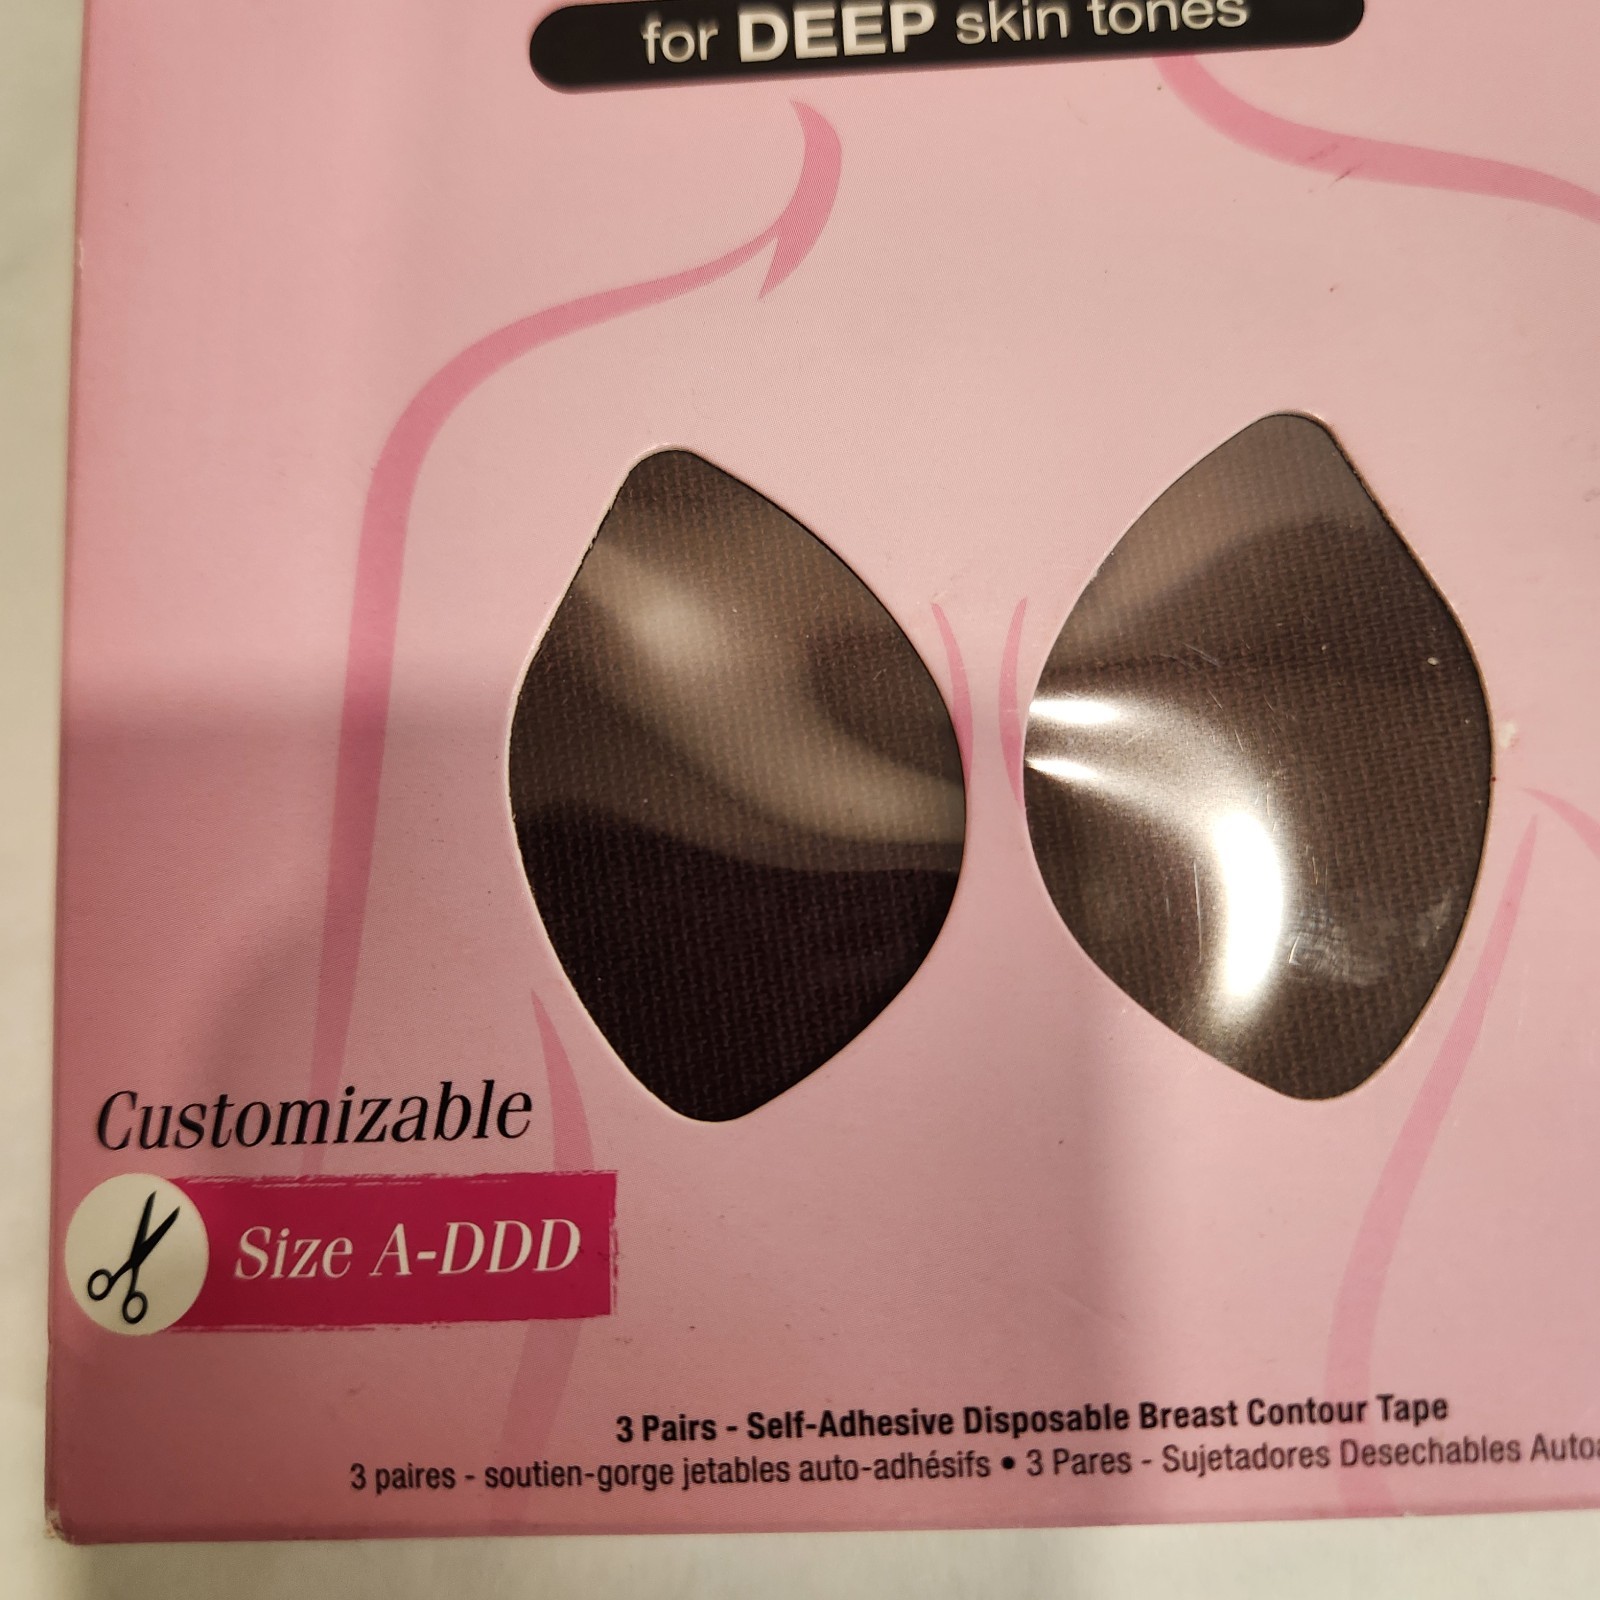 for DEEP skin tones
Customizable
Size A-DDD
3 Pairs - Self-Adhesive Disposable Breast Contour Tape
3 paires - soutien-gorge jetables auto-adhésifs • 3 Pares - Sujetadores Desechables